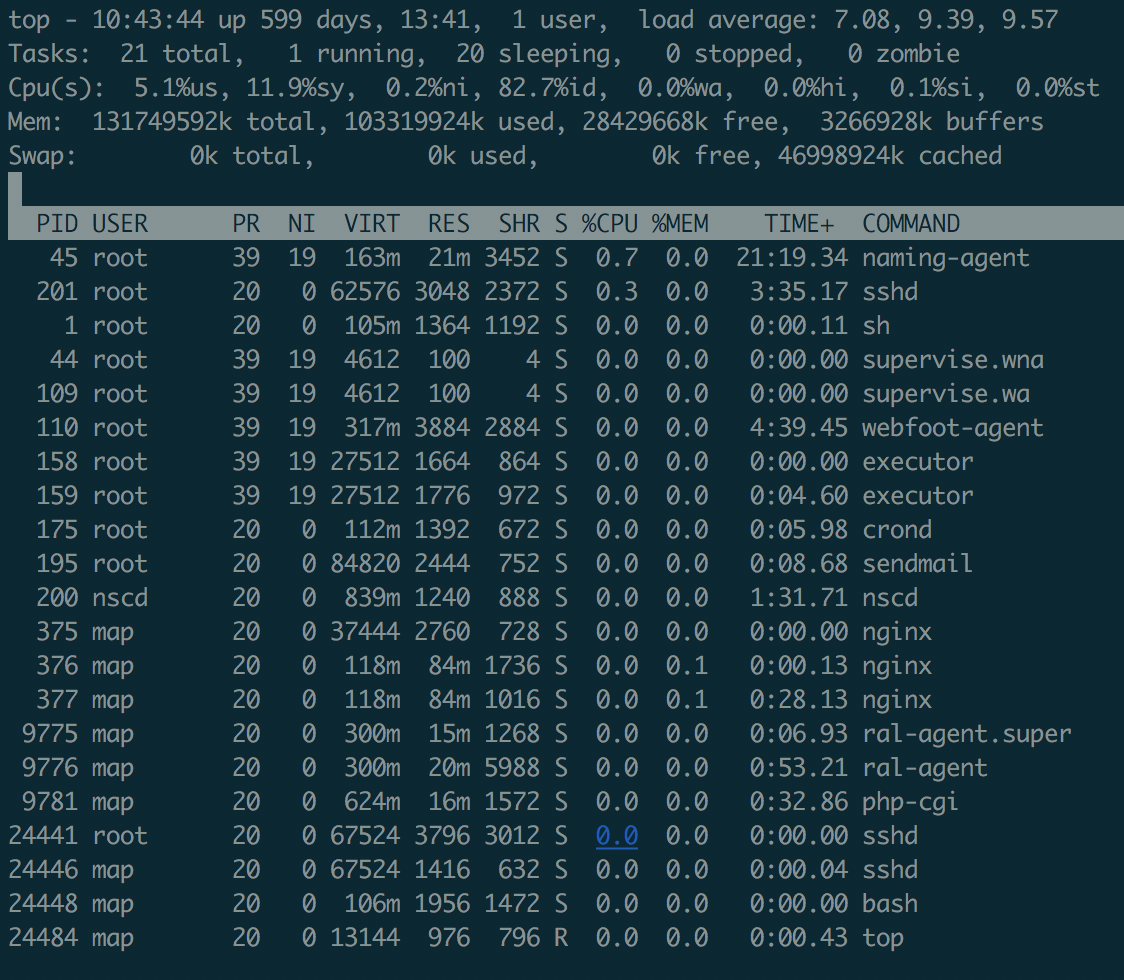 top - 10:43:44 up 599 days, 13:41,  1 user,  load average: 7.08, 9.39, 9.57
Tasks:  21 total,   1 running,  20 sleeping,   0 stopped,   0 zombie
Cpu(s):  5.1%us, 11.9%sy,  0.2%ni, 82.7%id,  0.0%wa,  0.0%hi,  0.1%si,  0.0%st
Mem:  131749592k total, 103319924k used, 28429668k free,  3266928k buffers
Swap:        0k total,        0k used,        0k free, 46998924k cached
  PID USER      PR  NI  VIRT  RES  SHR S %CPU %MEM    TIME+  COMMAND
   45 root      39  19  163m  21m 3452 S  0.7  0.0  21:19.34 naming-agent
  201 root      20   0 62576 3048 2372 S  0.3  0.0   3:35.17 sshd
    1 root      20   0  105m 1364 1192 S  0.0  0.0   0:00.11 sh
   44 root      39  19  4612  100    4 S  0.0  0.0   0:00.00 supervise.wna
  109 root      39  19  4612  100    4 S  0.0  0.0   0:00.00 supervise.wa
  110 root      39  19  317m 3884 2884 S  0.0  0.0   4:39.45 webfoot-agent
  158 root      39  19 27512 1664  864 S  0.0  0.0   0:00.00 executor
  159 root      39  19 27512 1776  972 S  0.0  0.0   0:04.60 executor
  175 root      20   0  112m 1392  672 S  0.0  0.0   0:05.98 crond
  195 root      20   0 84820 2444  752 S  0.0  0.0   0:08.68 sendmail
  200 nscd      20   0  839m 1240  888 S  0.0  0.0   1:31.71 nscd
  375 map       20   0 37444 2760  728 S  0.0  0.0   0:00.00 nginx
  376 map       20   0  118m  84m 1736 S  0.0  0.1   0:00.13 nginx
  377 map       20   0  118m  84m 1016 S  0.0  0.1   0:28.13 nginx
 9775 map       20   0  300m  15m 1268 S  0.0  0.0   0:06.93 ral-agent.super
 9776 map       20   0  300m  20m 5988 S  0.0  0.0   0:53.21 ral-agent
 9781 map       20   0  624m  16m 1572 S  0.0  0.0   0:32.86 php-cgi
24441 root      20   0 67524 3796 3012 S  0.0  0.0   0:00.00 sshd
24446 map       20   0 67524 1416  632 S  0.0  0.0   0:00.04 sshd
24448 map       20   0  106m 1956 1472 S  0.0  0.0   0:00.00 bash
24484 map       20   0 13144  976  796 R  0.0  0.0   0:00.43 top